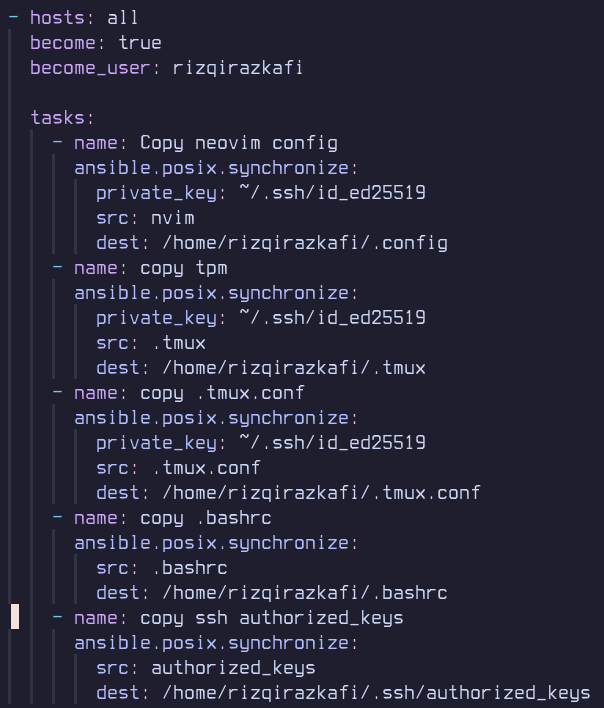 - hosts: all
  become: true
  become_user: rizqirazkafi

  tasks:
    - name: Copy neovim config
      ansible.posix.synchronize:
        private_key: ~/.ssh/id_ed25519
        src: nvim
        dest: /home/rizqirazkafi/.config
    - name: copy tpm
      ansible.posix.synchronize:
        private_key: ~/.ssh/id_ed25519
        src: .tmux
        dest: /home/rizqirazkafi/.tmux
    - name: copy .tmux.conf
      ansible.posix.synchronize:
        private_key: ~/.ssh/id_ed25519
        src: .tmux.conf
        dest: /home/rizqirazkafi/.tmux.conf
    - name: copy .bashrc
      ansible.posix.synchronize:
        src: .bashrc
        dest: /home/rizqirazkafi/.bashrc
    - name: copy ssh authorized_keys
      ansible.posix.synchronize:
        src: authorized_keys
        dest: /home/rizqirazkafi/.ssh/authorized_keys